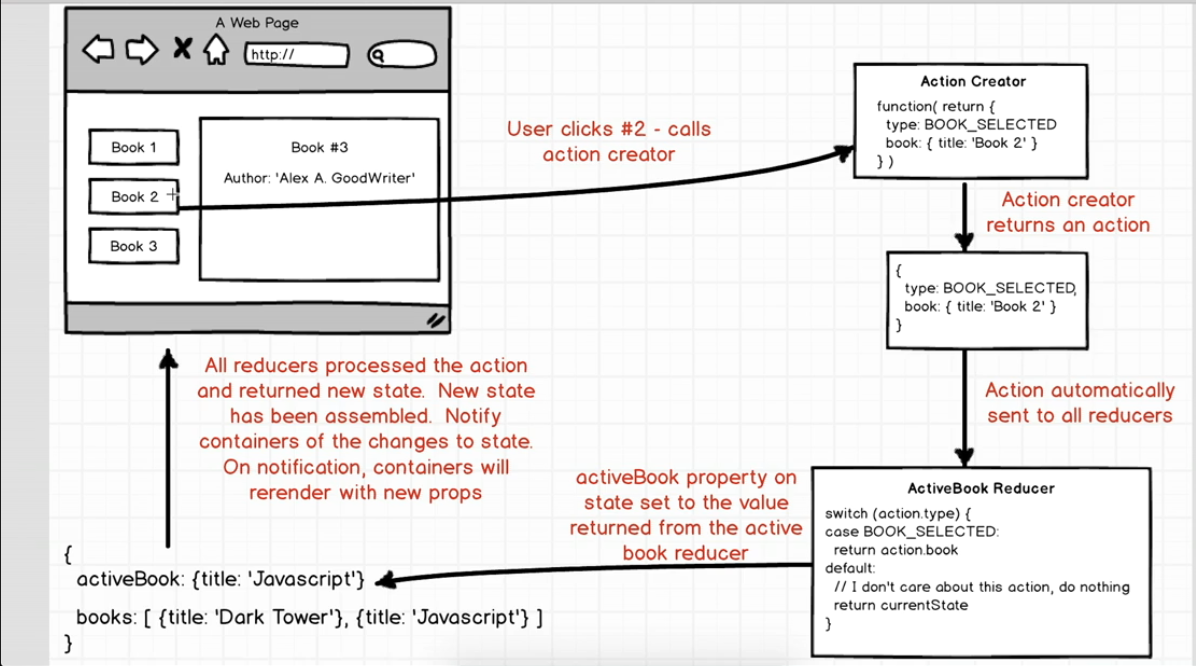 A Web Page
http://
Book 1
Book 2
Book 3
Book #3
Author: 'Alex A. GoodWriter'
User clicks #2 - calls
action creator
Action Creator
function( return {
type: BOOK_SELECTED
book: { title: 'Book 2' }
} )
Action creator
returns an action
{
type: BOOK_SELECTED,
book: { title: 'Book 2' }
}
Action automatically
sent to all reducers
ActiveBook Reducer
switch (action.type) {
case BOOK_SELECTED:
return action.book
default:
// I don't care about this action, do nothing
return currentState
}
activeBook property on
state set to the value
returned from the active
book reducer
All reducers processed the action
and returned new state. New state
has been assembled. Notify
containers of the changes to state.
On notification, containers will
rerender with new props
{
activeBook: {title: 'Javascript'}
books: [ {title: 'Dark Tower'}, {title: 'Javascript'} ]
}